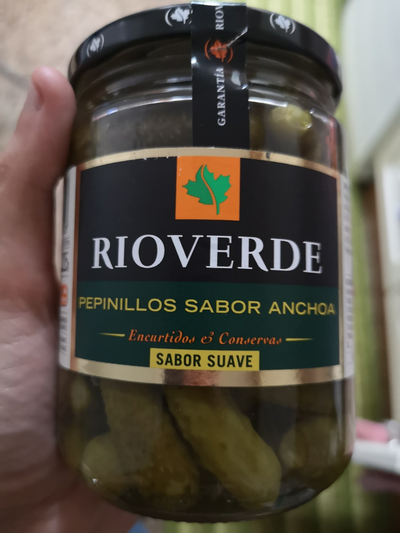 GARANTÍA
RIOVERDE
PEPINILLOS SABOR ANCHOA
Encurtidos & Conservas
SABOR SUAVE